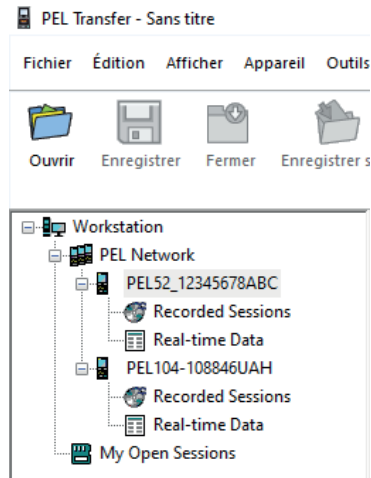 PEL Transfer - Sans titre
Fichier Édition Afficher Appareil Outils
Ouvrir Enregistrer Fermer Enregistrer s
Workstation
PEL Network
PEL52_12345678ABC
Recorded Sessions
Real-time Data
PEL104-108846UAH
Recorded Sessions
Real-time Data
My Open Sessions